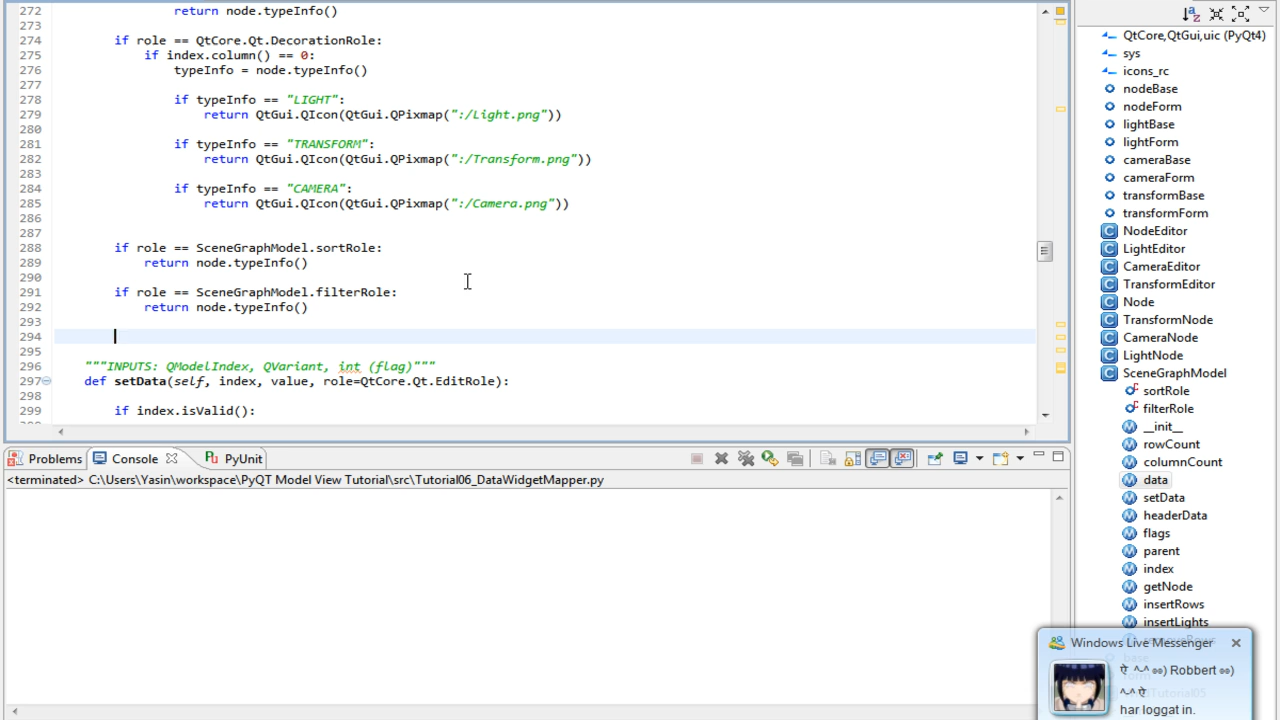 272 return node.typeInfo()
273
274 if role == QtCore.Qt.DecorationRole:
275 if index.column() == 0:
276 typeInfo = node.typeInfo()
277
278 if typeInfo == "LIGHT":
279 return QtGui.QIcon(QtGui.QPixmap(":/Light.png"))
280
281 if typeInfo == "TRANSFORM":
282 return QtGui.QIcon(QtGui.QPixmap(":/Transform.png"))
283
284 if typeInfo == "CAMERA":
285 return QtGui.QIcon(QtGui.QPixmap(":/Camera.png"))
286
287
288 if role == SceneGraphModel.sortRole:
289 return node.typeInfo()
290
291 if role == SceneGraphModel.filterRole:
292 return node.typeInfo()
293
294
295
296 """INPUTS: QModelIndex, QVariant, int (flag)"""
297 def setData(self, index, value, role=QtCore.Qt.EditRole):
298
299 if index.isValid():
Problems Console PyUnit
<terminated> C:\Users\Yasin\workspace\PyQT Model View Tutorial\src\Tutorial06_DataWidgetMapper.py
QtCore,QtGui,uic (PyQt4)
sys
icons_rc
nodeBase
nodeForm
lightBase
lightForm
cameraBase
cameraForm
transformBase
transformForm
NodeEditor
LightEditor
CameraEditor
TransformEditor
Node
TransformNode
CameraNode
LightNode
SceneGraphModel
sortRole
filterRole
__init__
rowCount
columnCount
data
setData
headerData
flags
parent
index
getNode
insertRows
insertLights
Windows Live Messenger
Robbert
har loggat in.